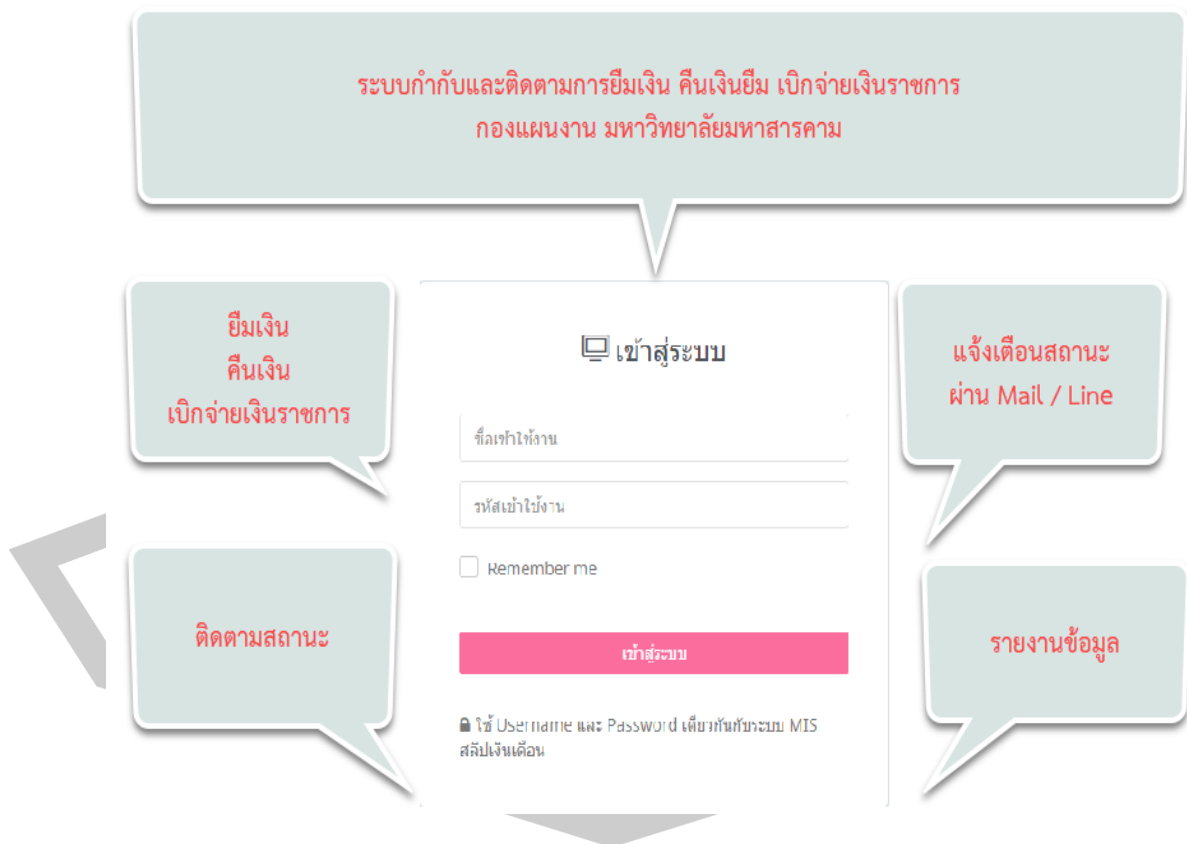 ระบบกำกับและติดตามการยืมเงิน คืนเงินยืม เบิกจ่ายเงินราชการ
กองแผนงาน มหาวิทยาลัยมหาสารคาม
ยืมเงิน
คืนเงิน
เบิกจ่ายเงินราชการ
เข้าสู่ระบบ
แจ้งเตือนสถานะ
ผ่าน Mail / Line
ชื่อเข้าใช้งาน
รหัสเข้าใช้งาน
Remember me
ติดตามสถานะ
เข้าสู่ระบบ
รายงานข้อมูล
ใช้ Username และ Password เดียวกันกับระบบ MIS
สลิปเงินเดือน